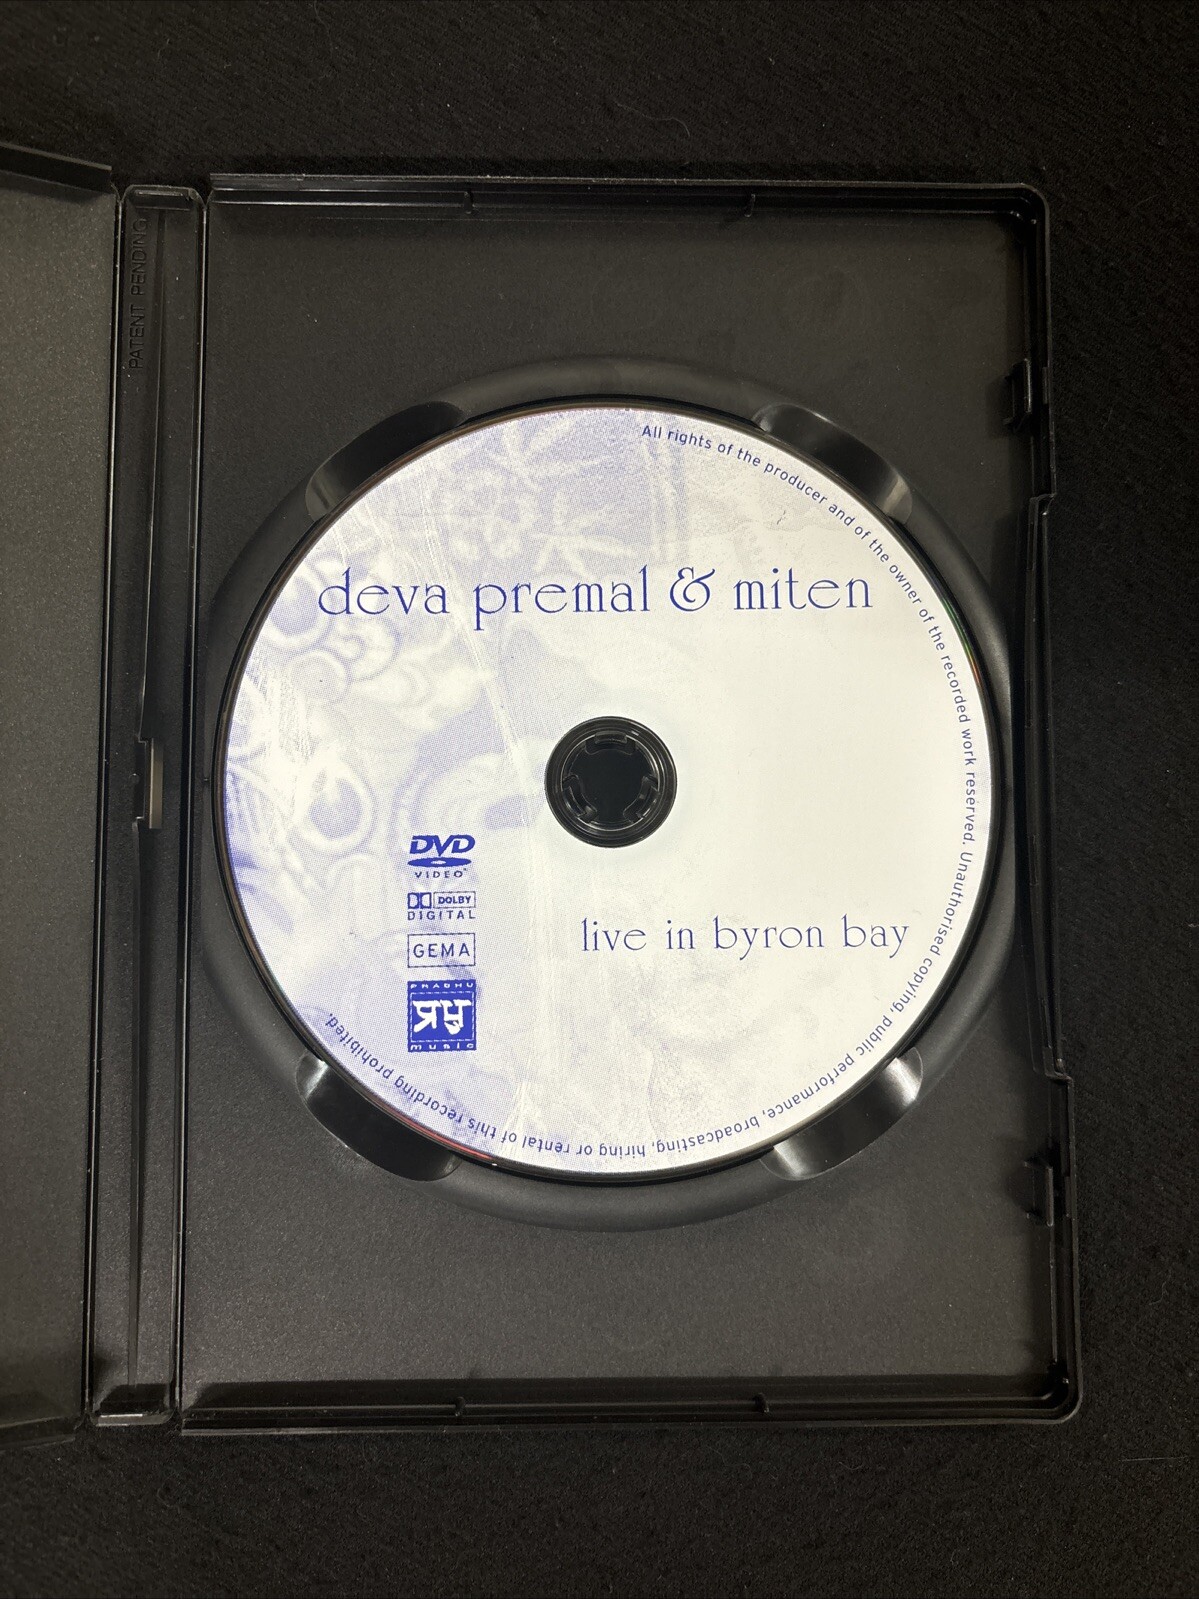 PATENT PENDING
All rights of the producer and of the owner of the recorded work reserved. Unauthorised copying, public performance, broadcasting, hiring or rental of this recording prohibited.
deva premal & miten
DVD
VIDEO
DOLBY
DIGITAL
GEMA
PRABHU
प्रभु
music
live in byron bay